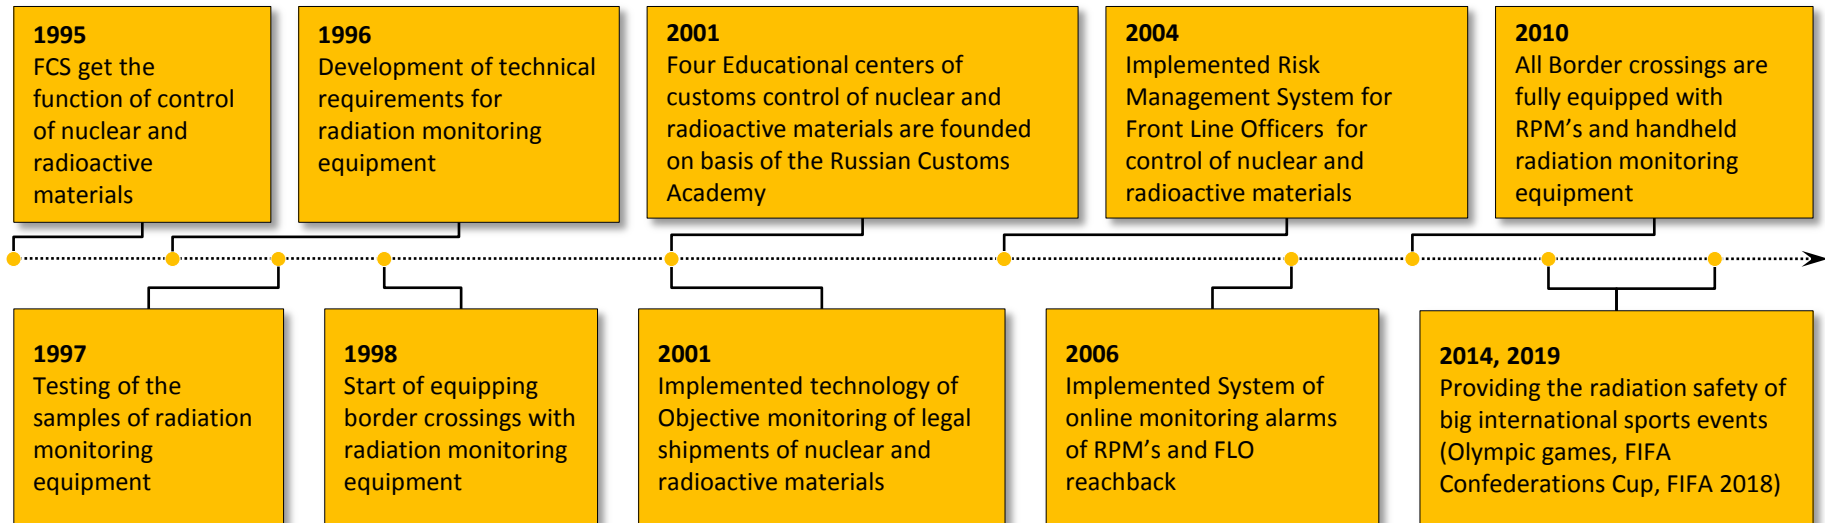 1995
FCS get the
function of control
of nuclear and
radioactive
materials
1996
Development of technical
requirements for
radiation monitoring
equipment
2001
Four Educational centers of
customs control of nuclear and
radioactive materials are founded
on basis of the Russian Customs
Academy
2004
Implemented Risk
Management System for
Front Line Officers for
control of nuclear and
radioactive materials
2010
All Border crossings are
fully equipped with
RPM’s and handheld
radiation monitoring
equipment
1997
Testing of the
samples of radiation
monitoring
equipment
1998
Start of equipping
border crossings with
radiation monitoring
equipment
2001
Implemented technology of
Objective monitoring of legal
shipments of nuclear and
radioactive materials
2006
Implemented System of
online monitoring alarms
of RPM’s and FLO
reachback
2014, 2019
Providing the radiation safety of
big international sports events
(Olympic games, FIFA
Confederations Cup, FIFA 2018)